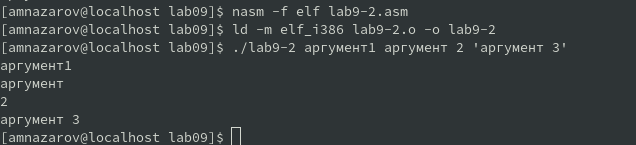 [amnazarov@localhost lab09]$ nasm -f elf lab9-2.asm
[amnazarov@localhost lab09]$ ld -m elf_i386 lab9-2.o -o lab9-2
[amnazarov@localhost lab09]$ ./lab9-2 аргумент1 аргумент 2 'аргумент 3'
аргумент1
аргумент
2
аргумент 3
[amnazarov@localhost lab09]$